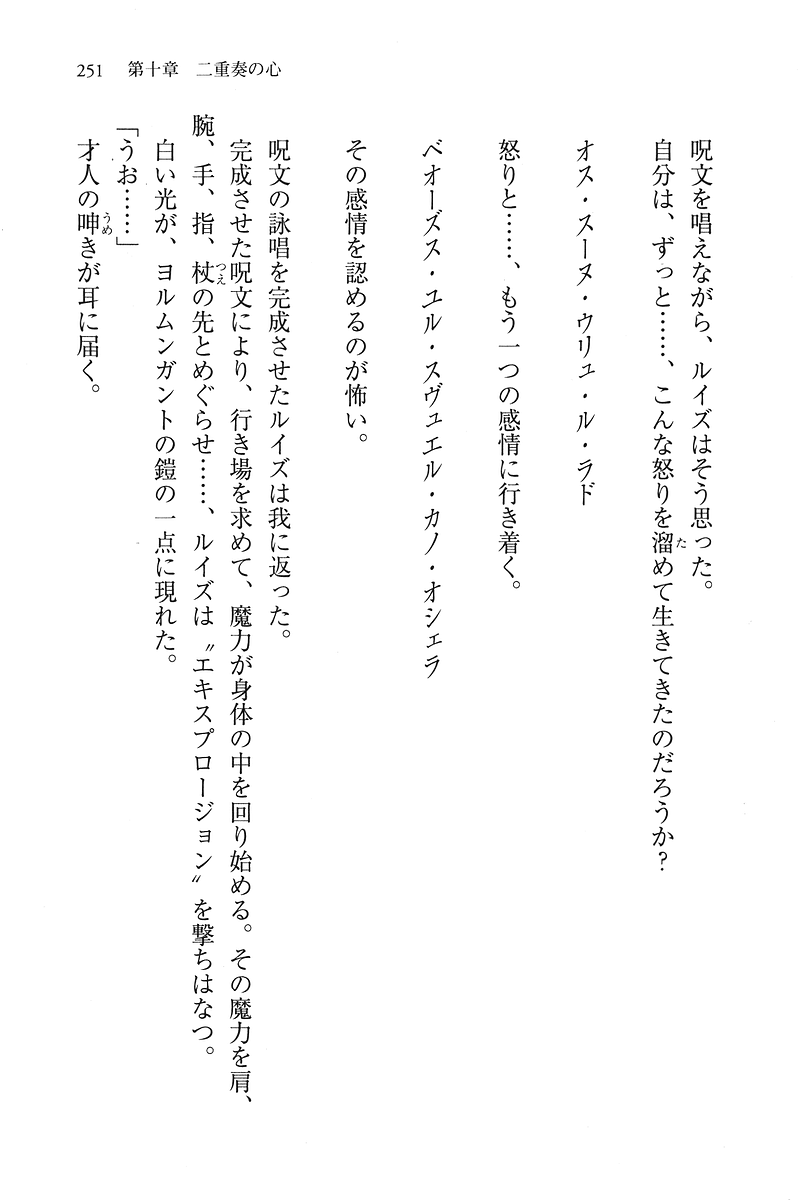 251　第十章　二重奏の心
呪文を唱えながら、ルイズはそう思った。
自分は、ずっと……、こんな怒りを溜めて生きてきたのだろうか？
オス・スーヌ・ウリュ・ル・ラド
怒りと……、もう一つの感情に行き着く。
ベオーズス・ユル・スヴュエル・カノ・オシェラ
その感情を認めるのが怖い。
呪文の詠唱を完成させたルイズは我に返った。
完成させた呪文により、行き場を求めて、魔力が身体の中を回り始める。その魔力を肩、
腕、手、指、杖の先とめぐらせ……、ルイズは〝エキスプロージョン〟を撃ちはなつ。
白い光が、ヨルムンガントの鎧の一点に現れた。
「うお……」
才人の呻きが耳に届く。